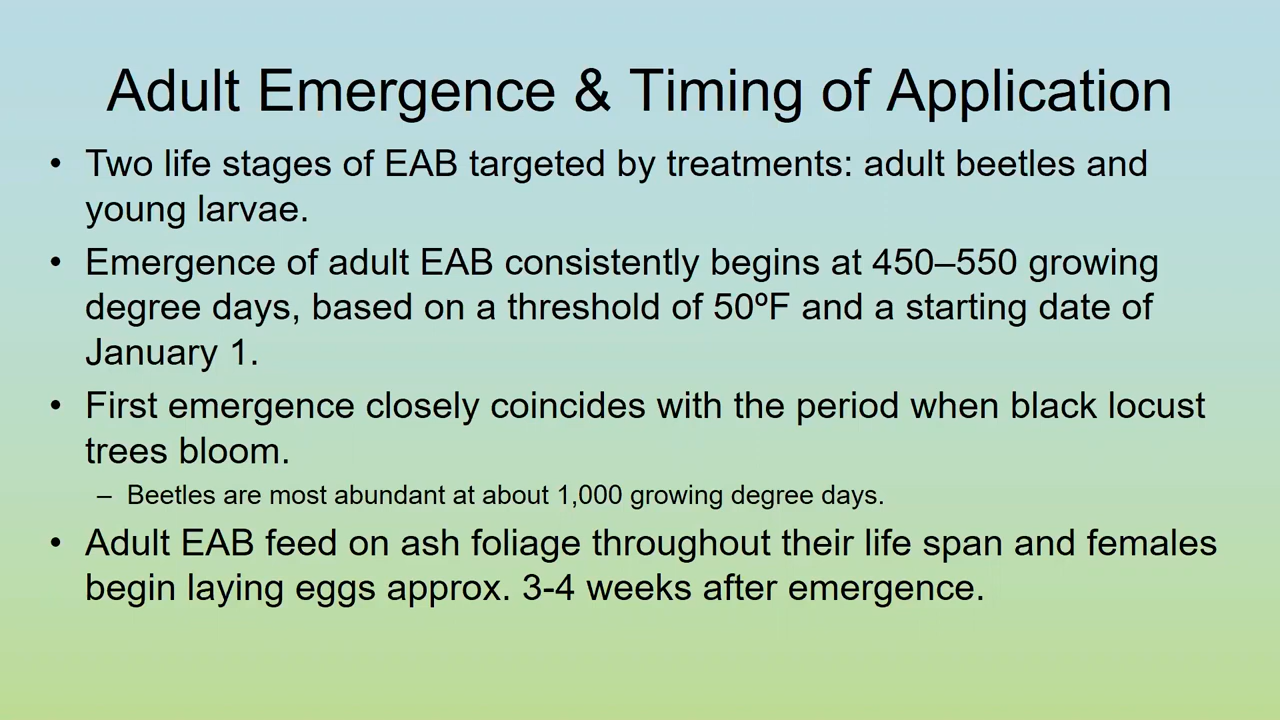 Adult Emergence & Timing of Application
• Two life stages of EAB targeted by treatments: adult beetles and
young larvae.
• Emergence of adult EAB consistently begins at 450–550 growing
degree days, based on a threshold of 50ºF and a starting date of
January 1.
• First emergence closely coincides with the period when black locust
trees bloom.
– Beetles are most abundant at about 1,000 growing degree days.
• Adult EAB feed on ash foliage throughout their life span and females
begin laying eggs approx. 3-4 weeks after emergence.